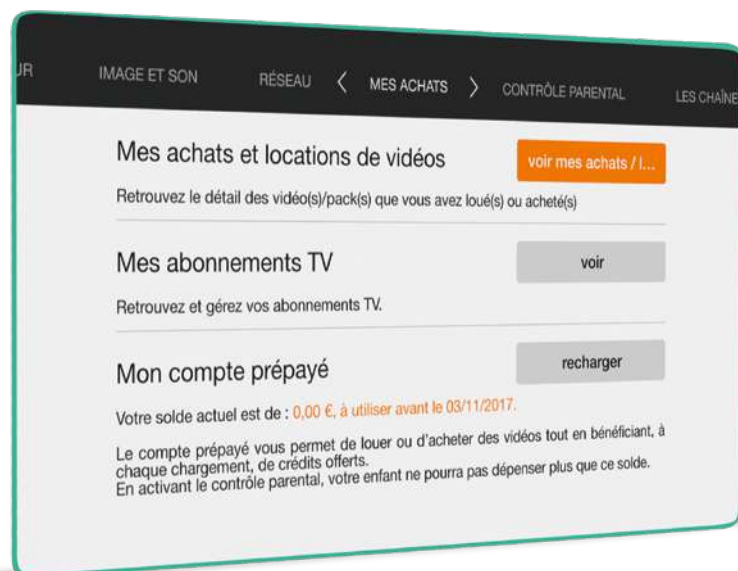 UR IMAGE ET SON RÉSEAU < MES ACHATS > CONTRÔLE PARENTAL LES CHAÎNE
Mes achats et locations de vidéos
voir mes achats / l...
Retrouvez le détail des vidéo(s)/pack(s) que vous avez loué(s) ou acheté(s)
Mes abonnements TV
voir
Retrouvez et gérez vos abonnements TV.
Mon compte prépayé
recharger
Votre solde actuel est de : 0,00 €, à utiliser avant le 03/11/2017.
Le compte prépayé vous permet de louer ou d'acheter des vidéos tout en bénéficiant, à
chaque chargement, de crédits offerts.
En activant le contrôle parental, votre enfant ne pourra pas dépenser plus que ce solde.